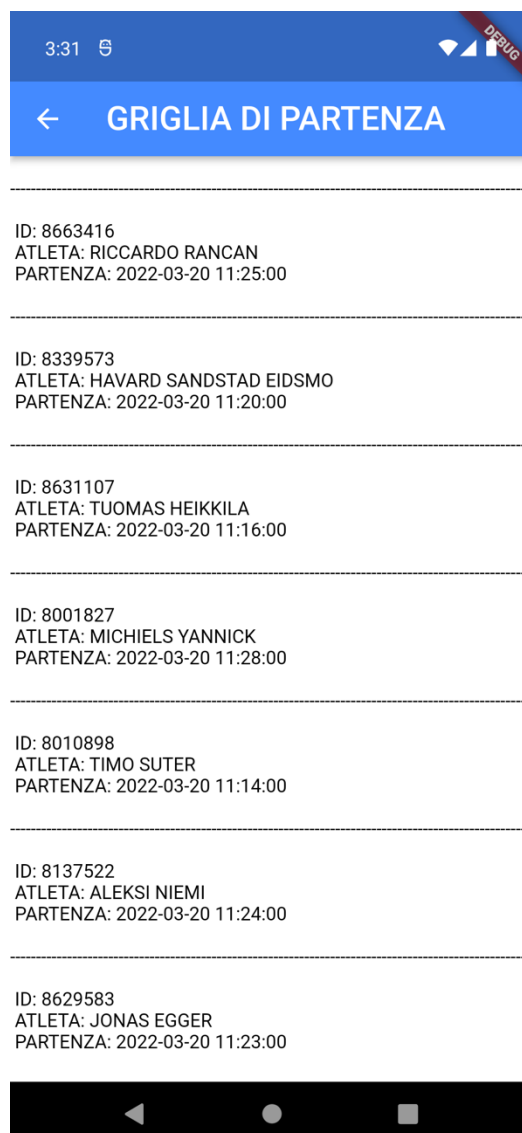 3:31
DEBUG
GRIGLIA DI PARTENZA
ID: 8663416
ATLETA: RICCARDO RANCAN
PARTENZA: 2022-03-20 11:25:00
ID: 8339573
ATLETA: HAVARD SANDSTAD EIDSMO
PARTENZA: 2022-03-20 11:20:00
ID: 8631107
ATLETA: TUOMAS HEIKKILA
PARTENZA: 2022-03-20 11:16:00
ID: 8001827
ATLETA: MICHIELS YANNICK
PARTENZA: 2022-03-20 11:28:00
ID: 8010898
ATLETA: TIMO SUTER
PARTENZA: 2022-03-20 11:14:00
ID: 8137522
ATLETA: ALEKSI NIEMI
PARTENZA: 2022-03-20 11:24:00
ID: 8629583
ATLETA: JONAS EGGER
PARTENZA: 2022-03-20 11:23:00